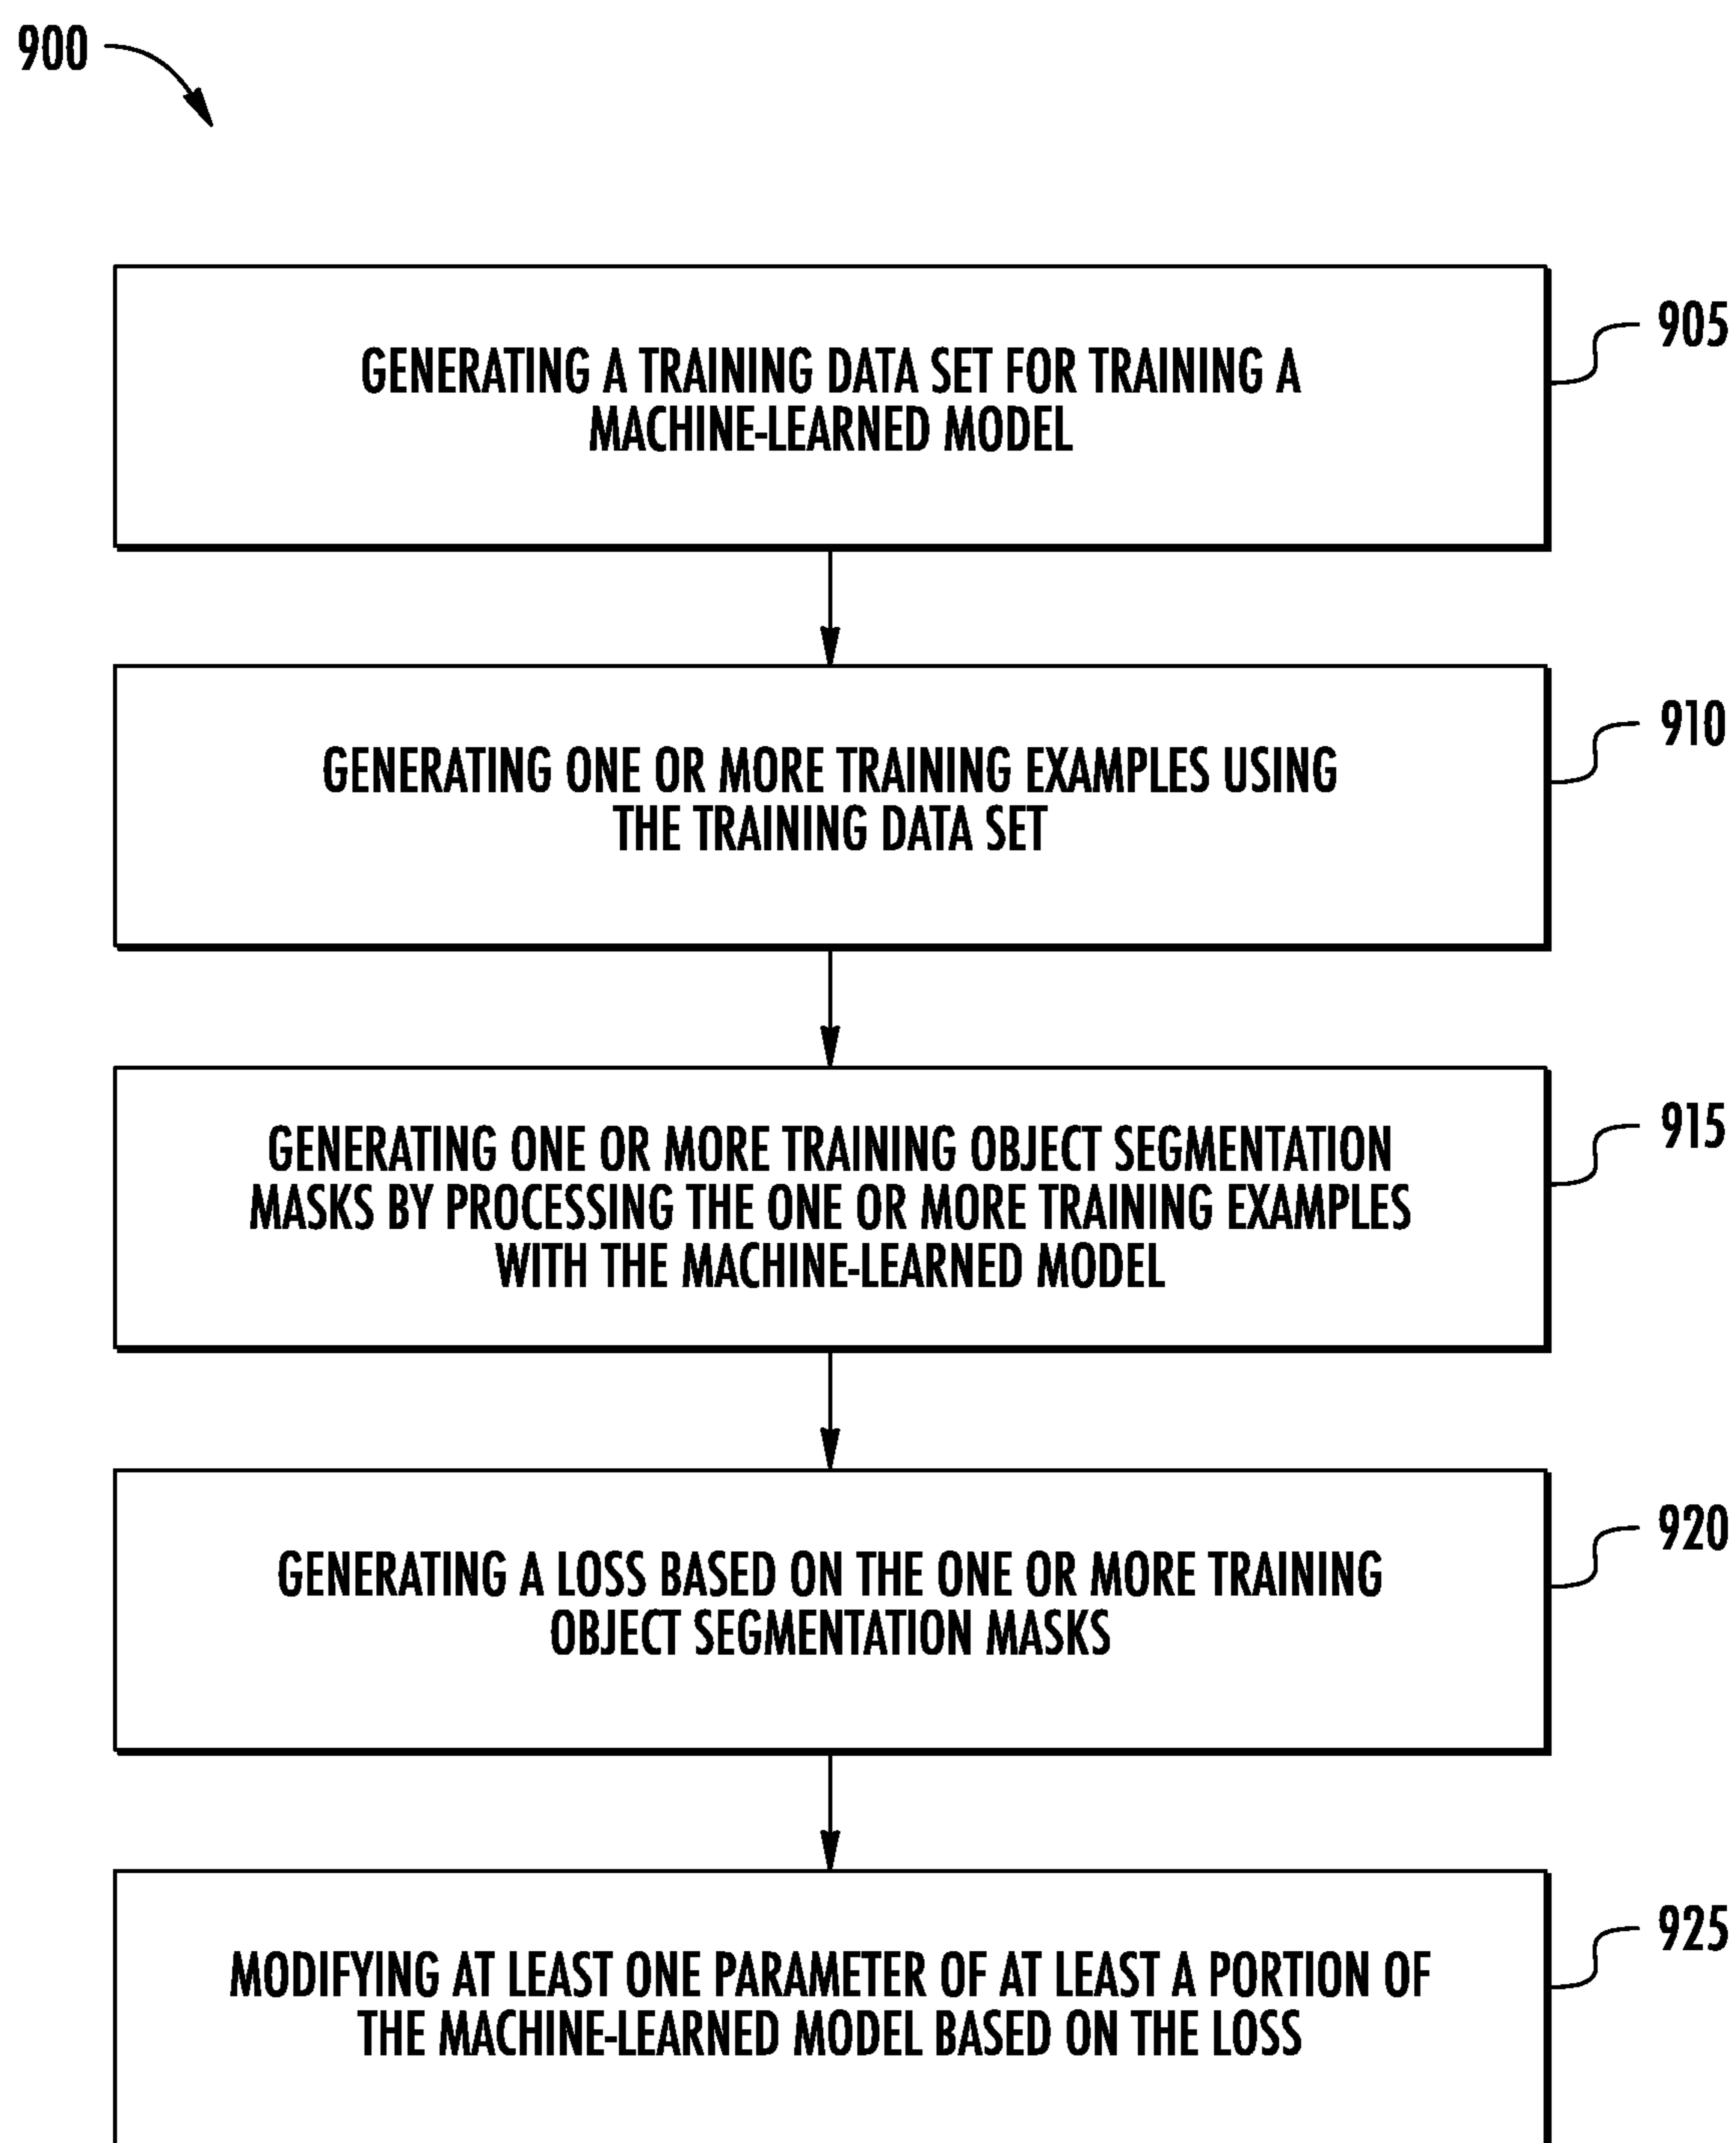 900
905
GENERATING A TRAINING DATA SET FOR TRAINING A
MACHINE-LEARNED MODEL
910
GENERATING ONE OR MORE TRAINING EXAMPLES USING
THE TRAINING DATA SET
915
GENERATING ONE OR MORE TRAINING OBJECT SEGMENTATION
MASKS BY PROCESSING THE ONE OR MORE TRAINING EXAMPLES
WITH THE MACHINE-LEARNED MODEL
920
GENERATING A LOSS BASED ON THE ONE OR MORE TRAINING
OBJECT SEGMENTATION MASKS
925
MODIFYING AT LEAST ONE PARAMETER OF AT LEAST A PORTION OF
THE MACHINE-LEARNED MODEL BASED ON THE LOSS